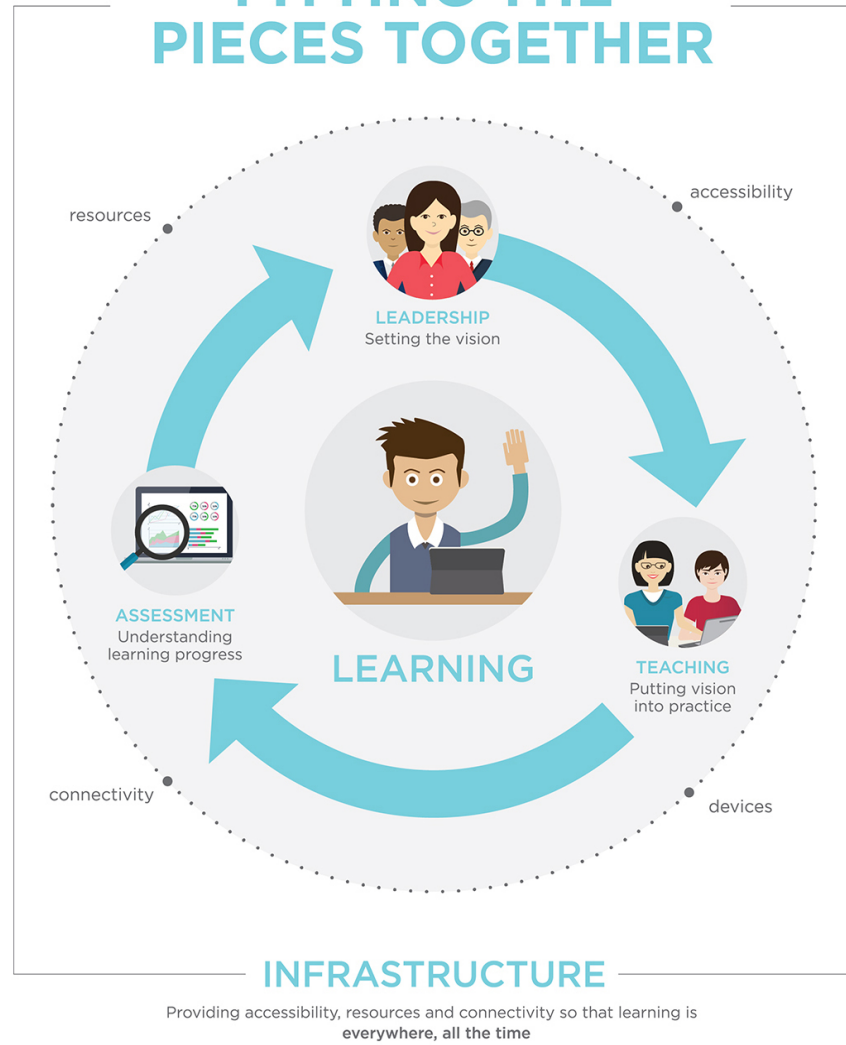 PIECES TOGETHER
accessibility
resources
LEADERSHIP
Setting the vision
ASSESSMENT
Understanding
learning progress
LEARNING
TEACHING
Putting vision
into practice
connectivity
devices
INFRASTRUCTURE
Providing accessibility, resources and connectivity so that learning is
everywhere, all the time